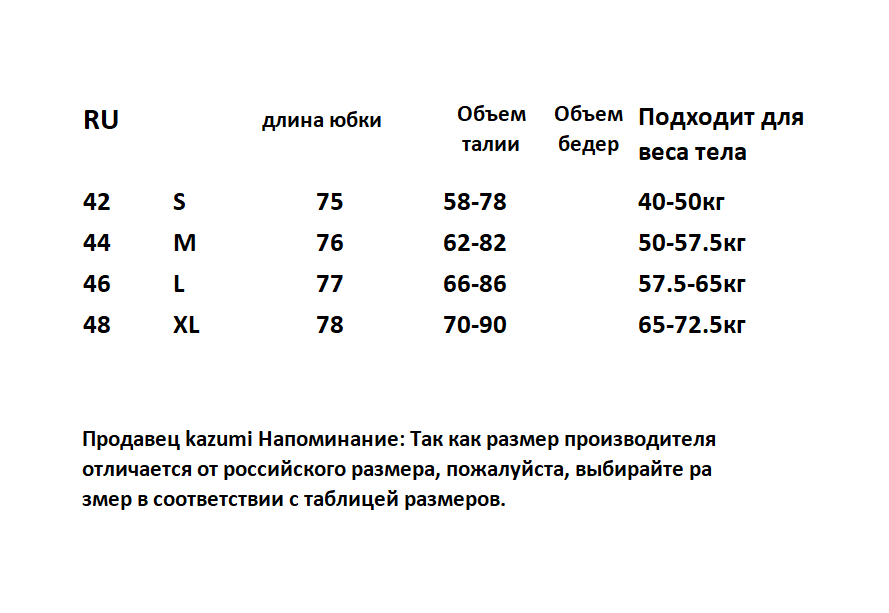 RU длина юбки Объем талии Объем бедер Подходит для веса тела
42 S 75 58-78 40-50кг
44 M 76 62-82 50-57.5кг
46 L 77 66-86 57.5-65кг
48 XL 78 70-90 65-72.5кг
Продавец kazumi Напоминание: Так как размер производителя
отличается от российского размера, пожалуйста, выбирайте ра
змер в соответствии с таблицей размеров.